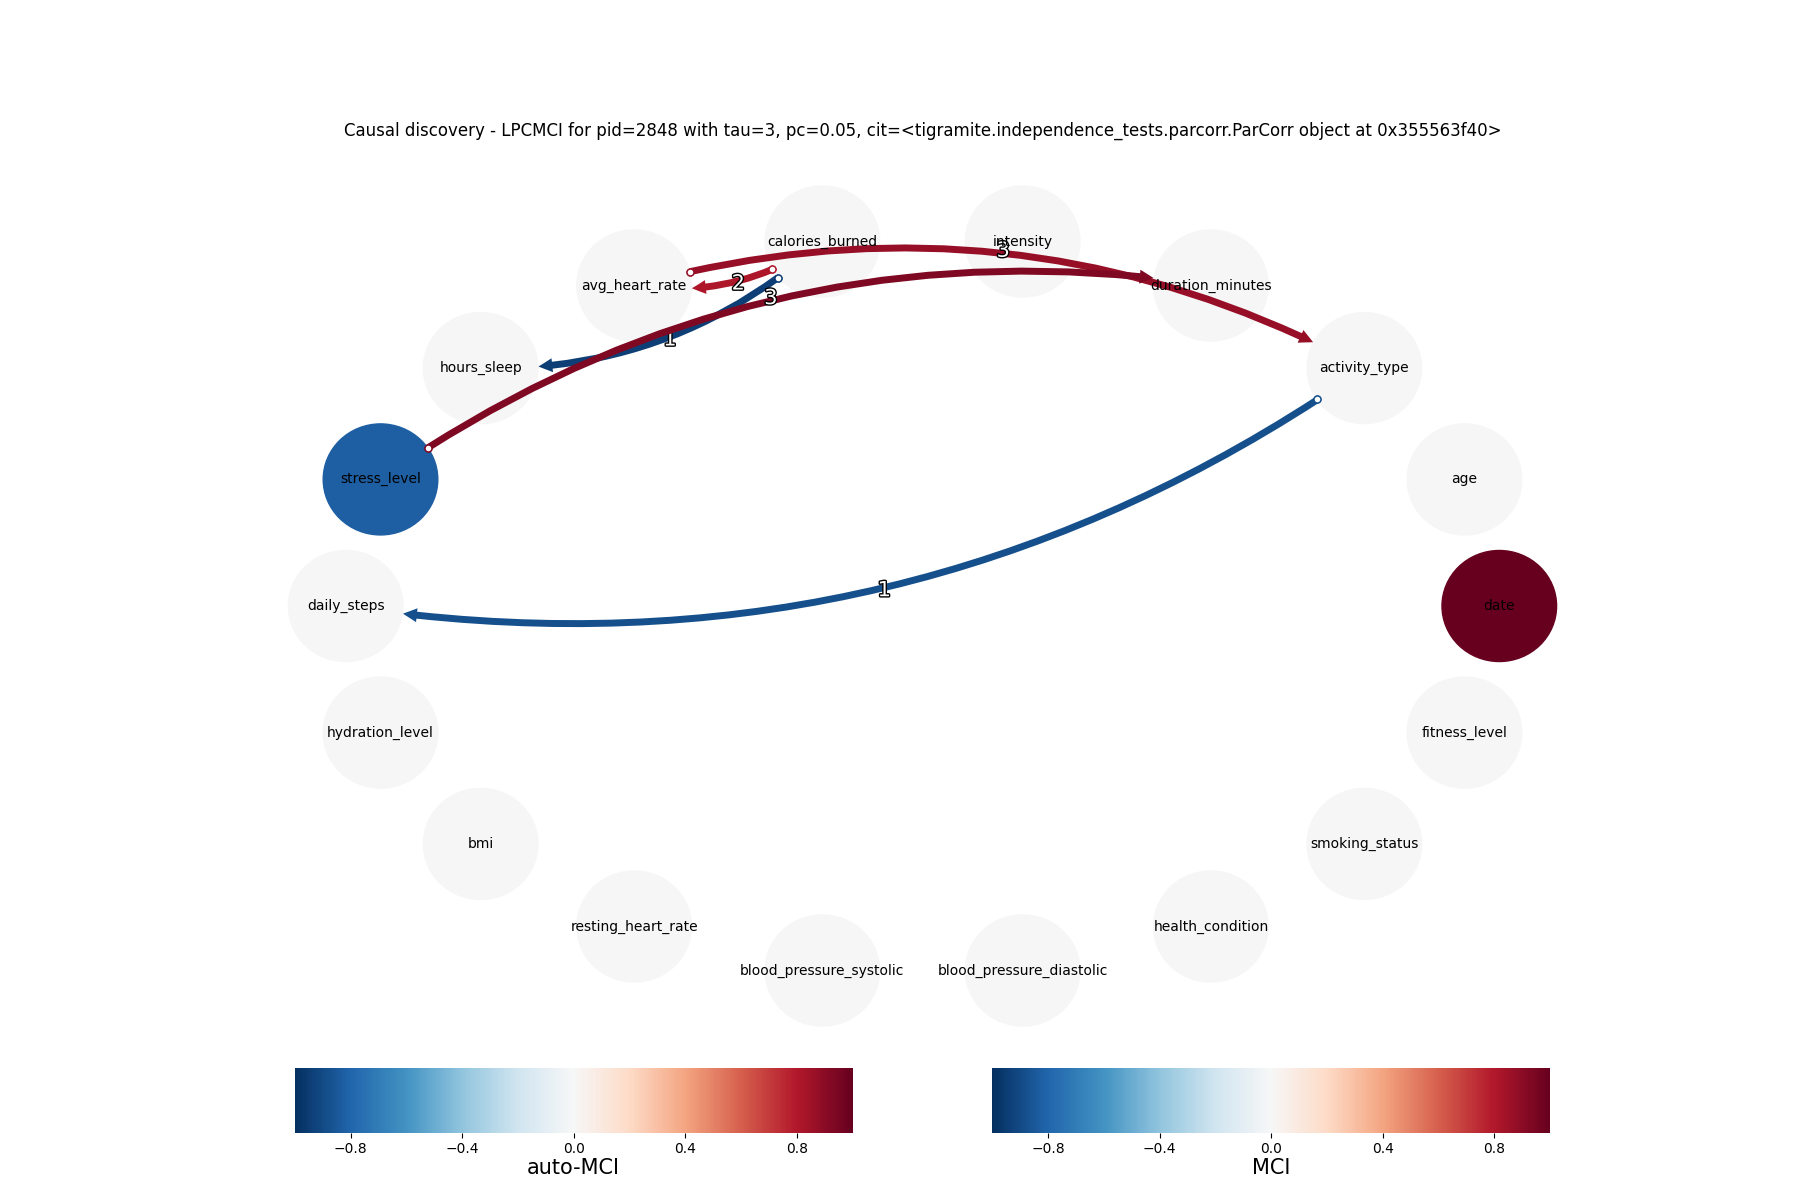 Causal discovery - LPCMCI for pid=2848 with tau=3, pc=0.05, cit=<tigramite.independence_tests.parcorr.ParCorr object at 0x355563f40>
calories_burned
intensity
3
avg_heart_rate
2
duration_minutes
3
1
hours_sleep
activity_type
stress_level
age
1
daily_steps
date
hydration_level
fitness_level
bmi
smoking_status
resting_heart_rate
health_condition
blood_pressure_systolic
blood_pressure_diastolic
−0.8 −0.4 0.0 0.4 0.8
auto-MCI
−0.8 −0.4 0.0 0.4 0.8
MCI